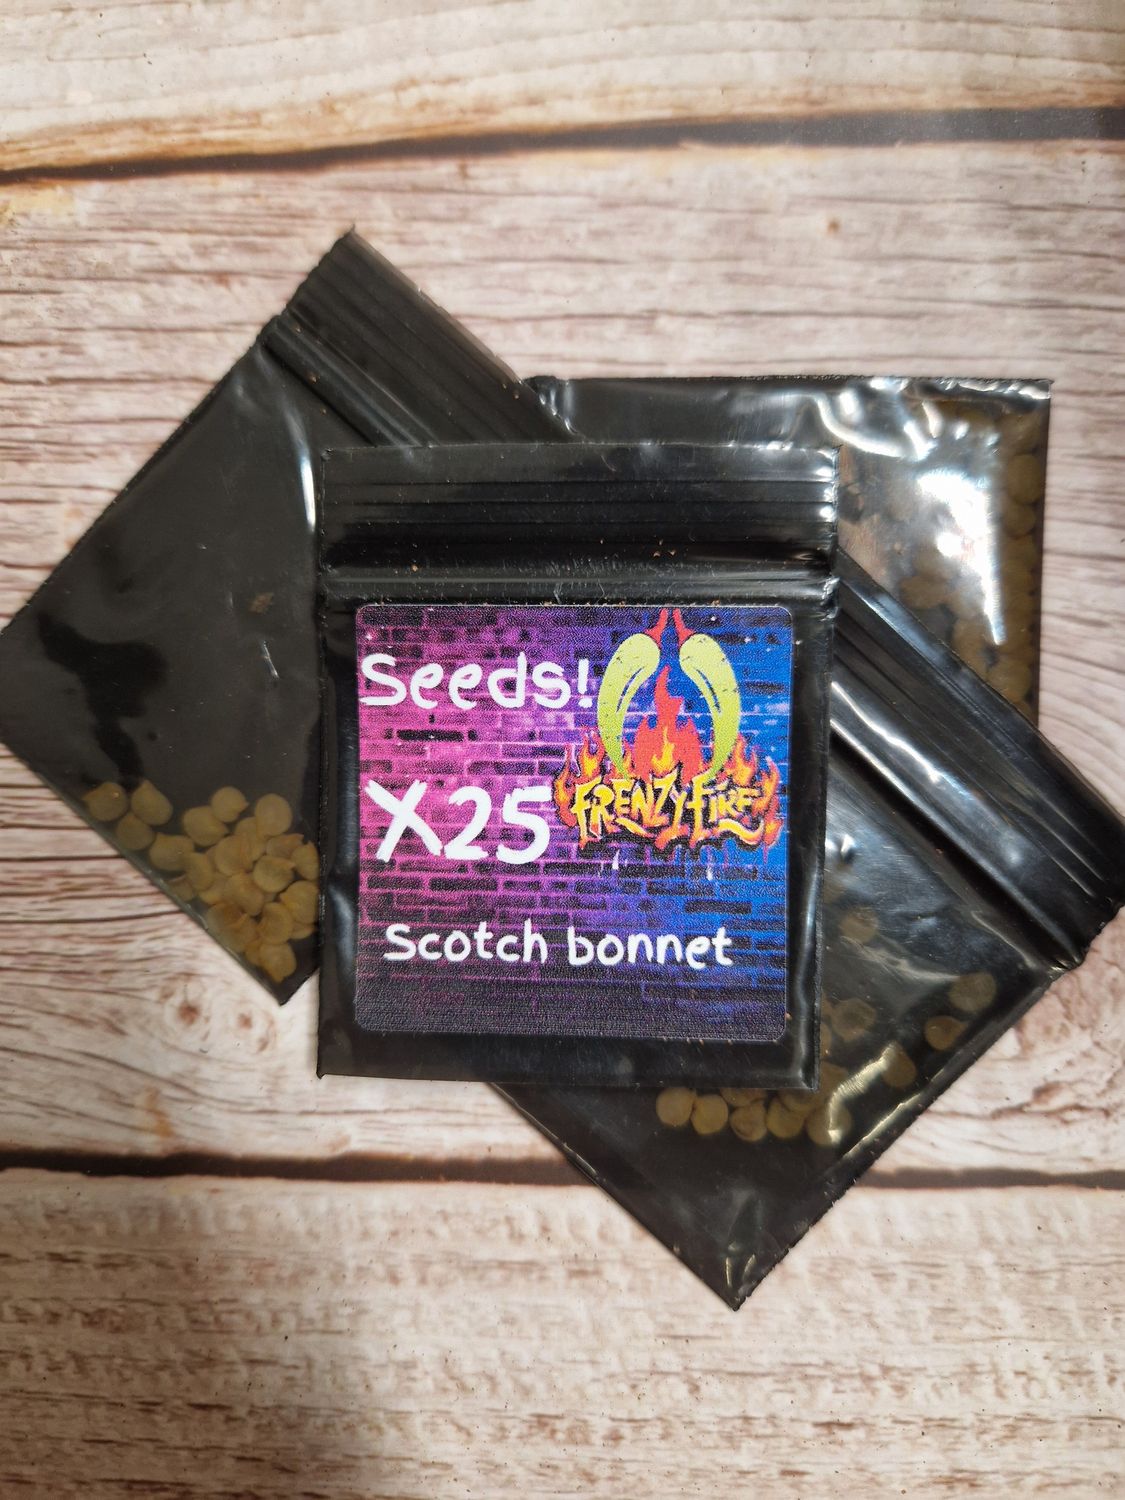 Seeds!
X25
FRENZY FIRE
Scotch bonnet